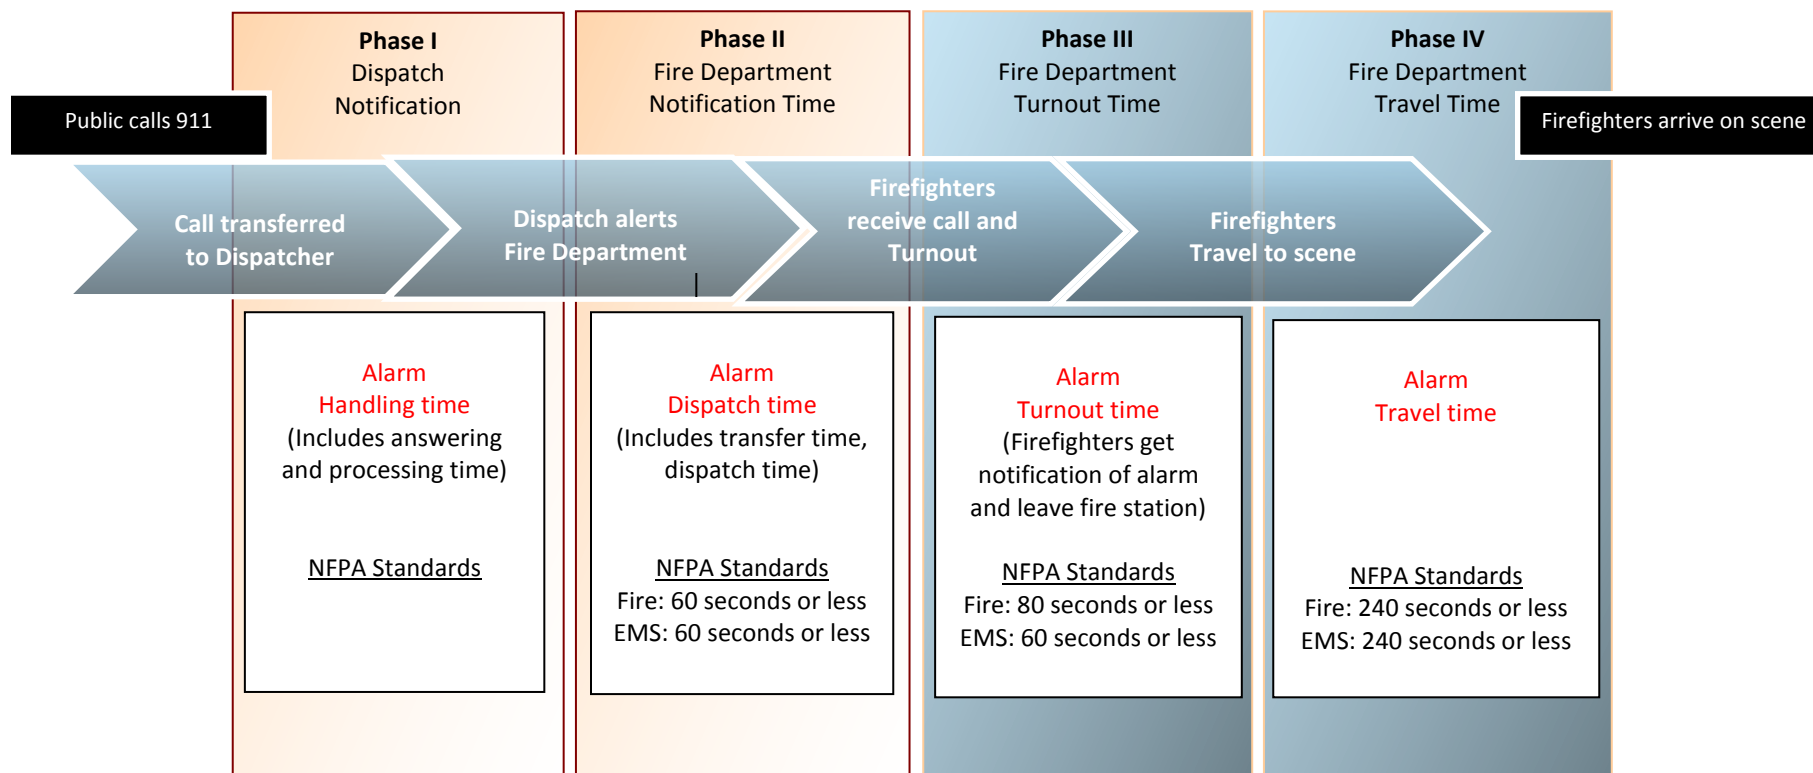 Phase I
Dispatch
Notification
Phase II
Fire Department
Notification Time
Phase III
Fire Department
Turnout Time
Phase IV
Fire Department
Travel Time
Public calls 911
Firefighters arrive on scene
Call transferred
to Dispatcher
Dispatch alerts
Fire Department
Firefighters
receive call and
Turnout
Firefighters
Travel to scene
Alarm
Handling time
(Includes answering
and processing time)
NFPA Standards
Alarm
Dispatch time
(Includes transfer time,
dispatch time)
NFPA Standards
Fire: 60 seconds or less
EMS: 60 seconds or less
Alarm
Turnout time
(Firefighters get
notification of alarm
and leave fire station)
NFPA Standards
Fire: 80 seconds or less
EMS: 60 seconds or less
Alarm
Travel time
NFPA Standards
Fire: 240 seconds or less
EMS: 240 seconds or less